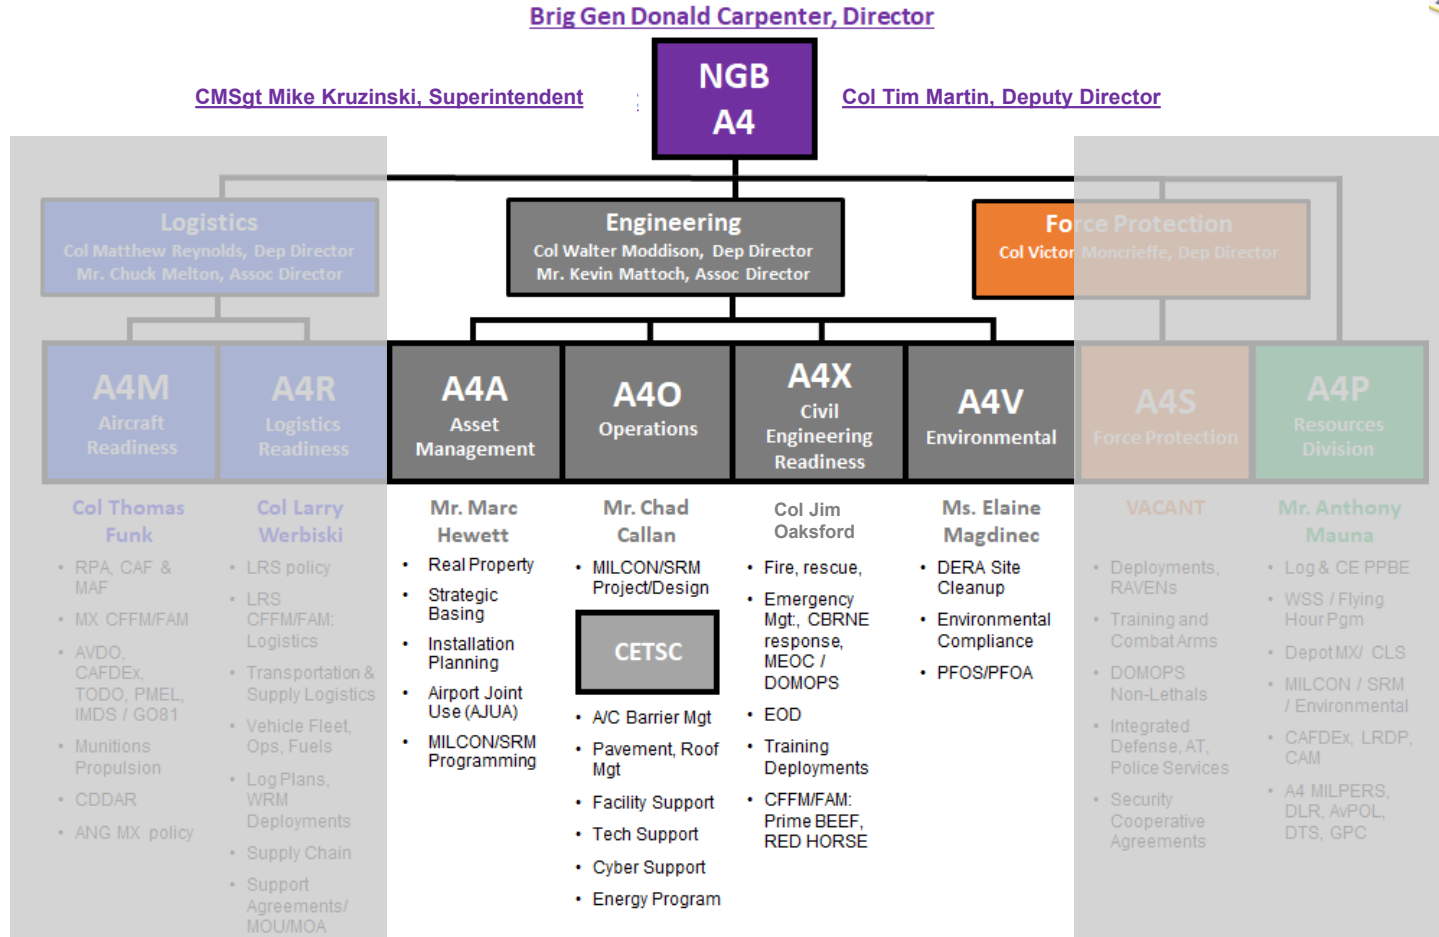 Brig Gen Donald Carpenter, Director
NGB
A4
CMSgt Mike Kruzinski, Superintendent
:
Col Tim Martin, Deputy Director
Logistics
Col Matthew Reynolds, Dep Director
Mr. Chuck Melton, Assoc Director
Engineering
Col Walter Moddison, Dep Director
Mr. Kevin Mattoch, Assoc Director
Force Protection
Col Victor Moncrieffe, Dep Director
A4M
Aircraft
Readiness
A4R
Logistics
Readiness
A4A
Asset
Management
A4O
Operations
A4X
Civil
Engineering
Readiness
A4V
Environmental
A4S
Force Protection
A4P
Resources
Division
Col Thomas
Funk
• RPA, CAF &
MAF
• MX CFFM/FAM
• AVDO,
CAFDEx,
TODO, PMEL,
IMDS / GO81
• Munitions
Propulsion
• CDDAR
• ANG MX policy
Col Larry
Werbiski
• LRS policy
• LRS
CFFM/FAM:
Logistics
• Transportation &
Supply Logistics
• Vehicle Fleet,
Ops, Fuels
• Log Plans,
WRM
Deployments
• Supply Chain
• Support
Agreements/
MOU/MOA
Mr. Marc
Hewett
• Real Property
• Strategic
Basing
• Installation
Planning
• Airport Joint
Use (AJUA)
• MILCON/SRM
Programming
Mr. Chad
Callan
• MILCON/SRM
Project/Design
CETSC
• A/C Barrier Mgt
• Pavement, Roof
Mgt
• Facility Support
• Tech Support
• Cyber Support
• Energy Program
Col Jim
Oaksford
• Fire, rescue,
• Emergency
Mgt:, CBRNE
response,
MEOC /
DOMOPS
• EOD
• Training
Deployments
• CFFM/FAM:
Prime BEEF,
RED HORSE
Ms. Elaine
Magdinec
• DERA Site
Cleanup
• Environmental
Compliance
• PFOS/PFOA
VACANT
• Deployments,
RAVENs
• Training and
Combat Arms
• DOMOPS
Non-Lethals
• Integrated
Defense, AT,
Police Services
• Security
Cooperative
Agreements
Mr. Anthony
Mauna
• Log & CE PPBE
• WSS / Flying
Hour Pgm
• Depot MX/ CLS
• MILCON / SRM
/ Environmental
• CAFDEx, LRDP,
CAM
• A4 MILPERS,
DLR, AvPOL,
DTS, GPC